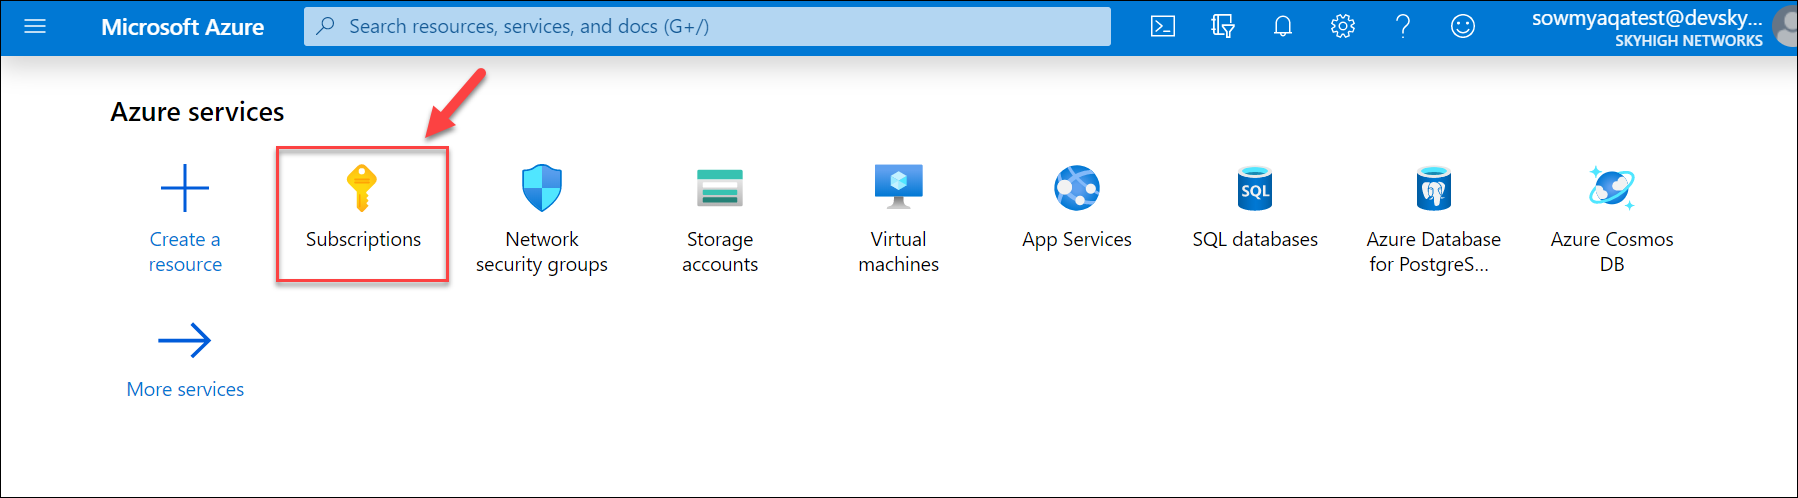 Microsoft Azure
Search resources, services, and docs (G+/)
sowmyaqatest@devsky...
SKYHIGH NETWORKS
Azure services
Create a
resource
Subscriptions
Network
security groups
Storage
accounts
Virtual
machines
App Services
SQL
SQL databases
Azure Database
for PostgreS...
Azure Cosmos
DB
More services